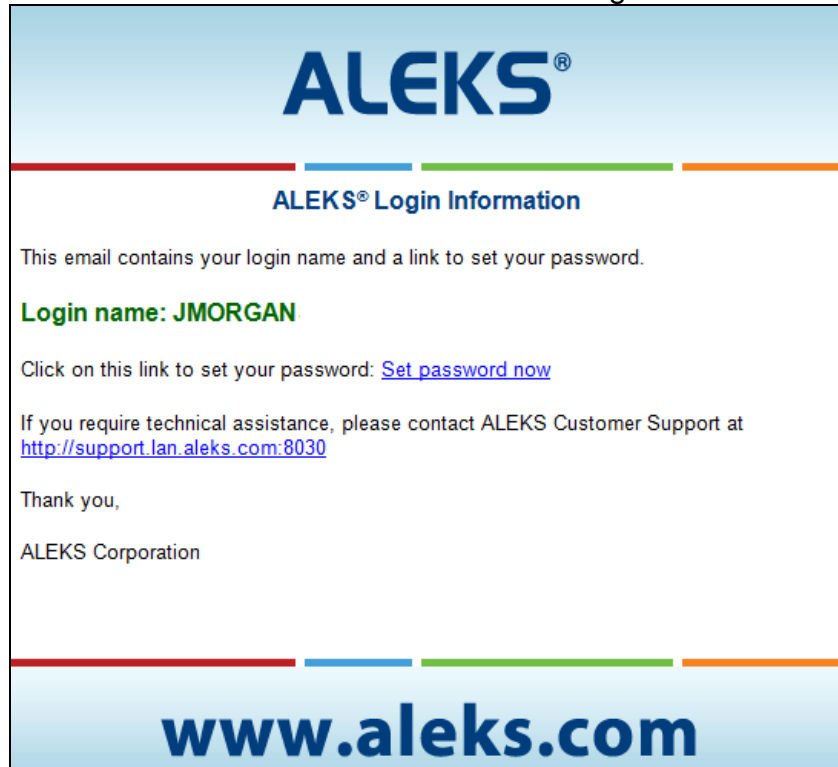 ALEKS®
ALEKS® Login Information
This email contains your login name and a link to set your password.
Login name: JMORGAN
Click on this link to set your password: Set password now
If you require technical assistance, please contact ALEKS Customer Support at
http://support.lan.aleks.com:8030
Thank you,
ALEKS Corporation
www.aleks.com